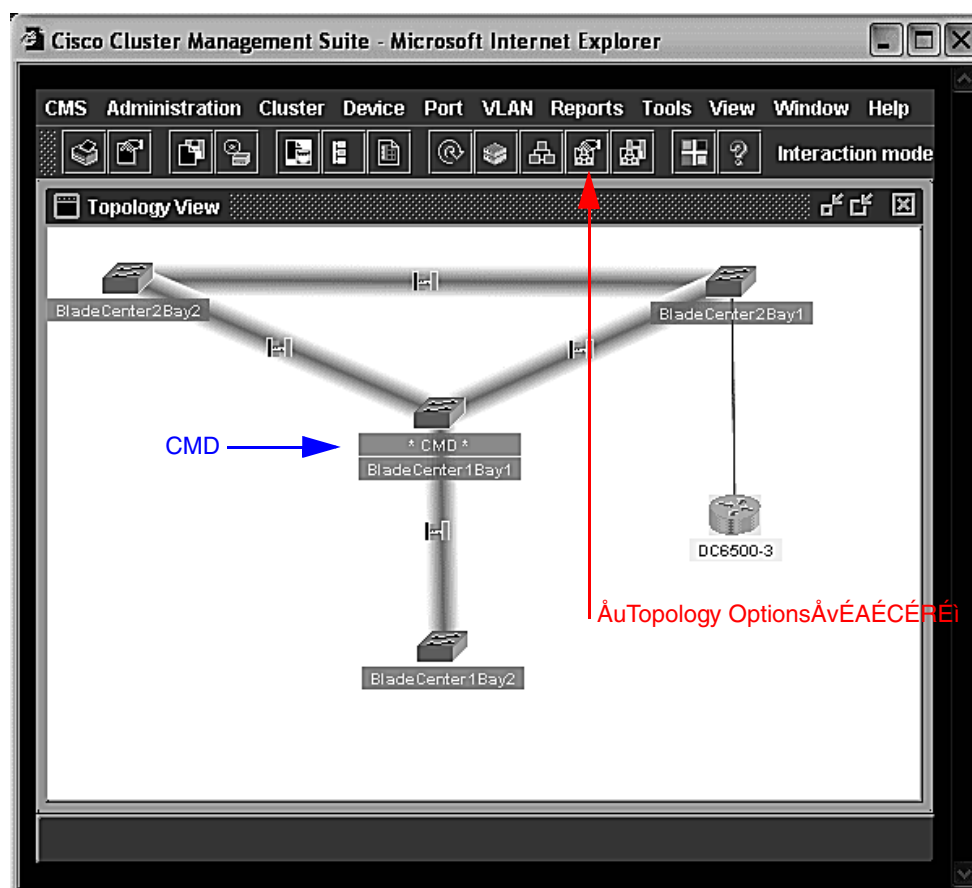 Cisco Cluster Management Suite - Microsoft Internet Explorer
CMS Administration Cluster Device Port VLAN Reports Tools View Window Help
Interaction mode
Topology View
BladeCenter2Bay2
BladeCenter2Bay1
CMD
* CMD *
BladeCenter1Bay1
DC6500-3
ÅuTopology OptionsÅvÉAÉCÉRÉì
BladeCenter1Bay2